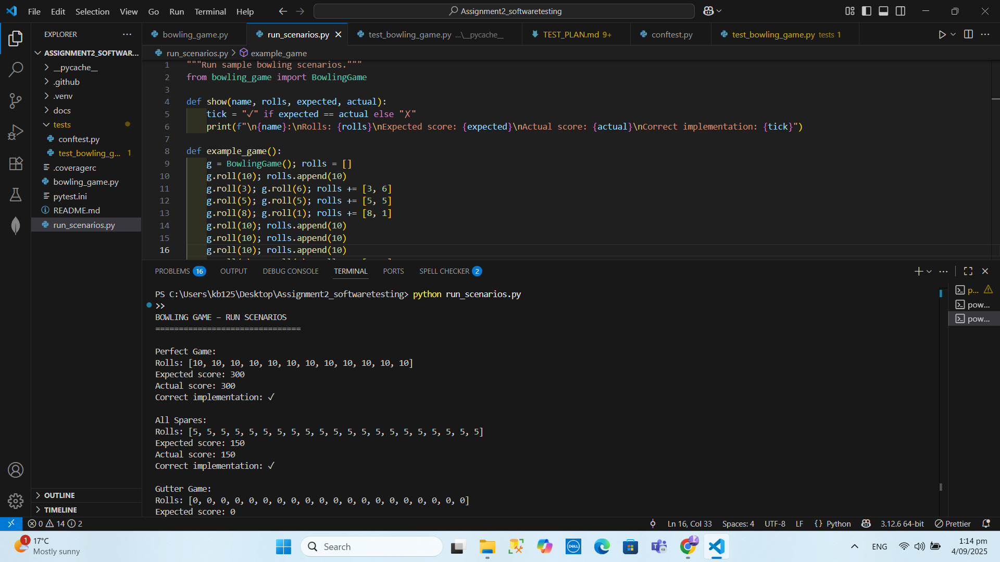 File Edit Selection View Go Run Terminal Help
Assignment2_softwaretesting
EXPLORER
bowling_game.py
run_scenarios.py
test_bowling_game.py ...\__pycache__
TEST_PLAN.md 9+
conftest.py
test_bowling_game.py tests 1
ASSIGNMENT2_SOFTWAR...
__pycache__
.github
.venv
docs
tests
conftest.py
test_bowling_g... 1
.coveragerc
bowling_game.py
pytest.ini
README.md
run_scenarios.py
OUTLINE
TIMELINE
run_scenarios.py > example_game
1 """Run sample bowling scenarios."""
2 from bowling_game import BowlingGame
3
4 def show(name, rolls, expected, actual):
5 tick = "✓" if expected == actual else "✗"
6 print(f"\n{name}:\nRolls: {rolls}\nExpected score: {expected}\nActual score: {actual}\nCorrect implementation: {tick}")
7
8 def example_game():
9 g = BowlingGame(); rolls = []
10 g.roll(10); rolls.append(10)
11 g.roll(3); g.roll(6); rolls += [3, 6]
12 g.roll(5); g.roll(5); rolls += [5, 5]
13 g.roll(8); g.roll(1); rolls += [8, 1]
14 g.roll(10); rolls.append(10)
15 g.roll(10); rolls.append(10)
16 g.roll(10); rolls.append(10)
PROBLEMS 16 OUTPUT DEBUG CONSOLE TERMINAL PORTS SPELL CHECKER 2
PS C:\Users\kb125\Desktop\Assignment2_softwaretesting> python run_scenarios.py
>>
BOWLING GAME – RUN SCENARIOS
===============================
Perfect Game:
Rolls: [10, 10, 10, 10, 10, 10, 10, 10, 10, 10, 10, 10]
Expected score: 300
Actual score: 300
Correct implementation: ✓
All Spares:
Rolls: [5, 5, 5, 5, 5, 5, 5, 5, 5, 5, 5, 5, 5, 5, 5, 5, 5, 5, 5, 5, 5]
Expected score: 150
Actual score: 150
Correct implementation: ✓
Gutter Game:
Rolls: [0, 0, 0, 0, 0, 0, 0, 0, 0, 0, 0, 0, 0, 0, 0, 0, 0, 0, 0, 0]
Expected score: 0
p...
pow...
pow...
0 14 2
Ln 16, Col 33 Spaces: 4 UTF-8 LF {} Python 3.12.6 64-bit Prettier
1
17°C
Mostly sunny
Search
DELL
ENG
1:14 pm
4/09/2025